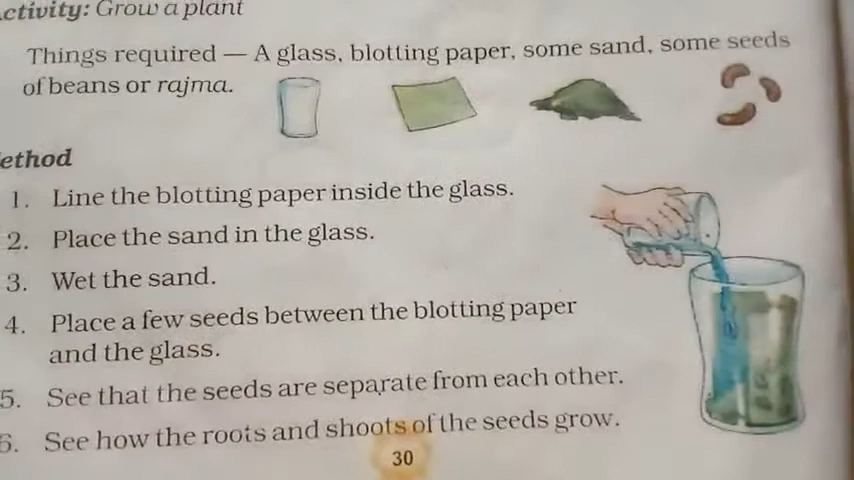 ctivity: Grow a plant
Things required — A glass, blotting paper, some sand, some seeds
of beans or rajma.
ethod
1. Line the blotting paper inside the glass.
2. Place the sand in the glass.
3. Wet the sand.
4. Place a few seeds between the blotting paper
and the glass.
5. See that the seeds are separate from each other.
6. See how the roots and shoots of the seeds grow.
30